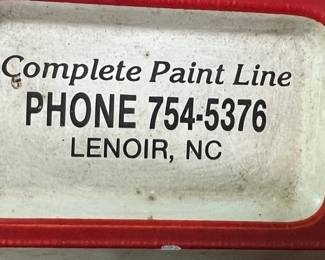 Complete Paint Line
PHONE 754-5376
LENOIR, NC